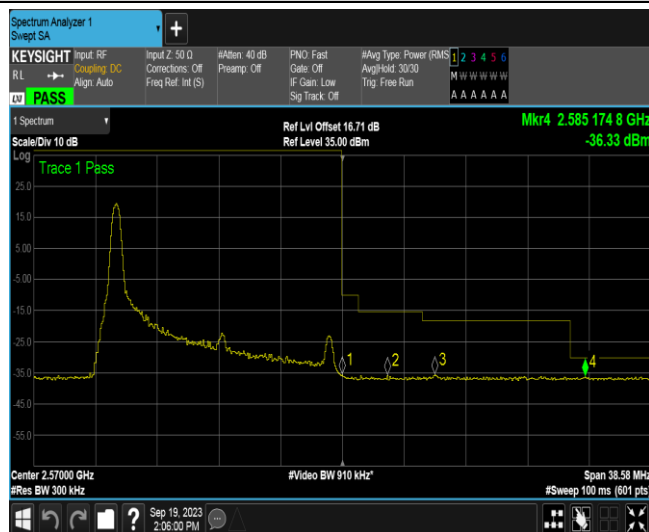 Spectrum Analyzer 1
Swept SA
+
KEYSIGHT
RL
LXI PASS
Input: RF
Coupling: DC
Align: Auto
Input Z: 50 Ω
Corrections: Off
Freq Ref: Int (S)
#Atten: 40 dB
Preamp: Off
PNO: Fast
Gate: Off
IF Gain: Low
Sig Track: Off
#Avg Type: Power (RMS
Avg|Hold: 30/30
Trig: Free Run
1 2 3 4 5 6
M W W W W W
A A A A A A
1 Spectrum
Scale/Div 10 dB
Ref Lvl Offset 16.71 dB
Ref Level 35.00 dBm
Mkr4 2.585 174 8 GHz
-36.33 dBm
Log
Trace 1 Pass
25.0
15.0
5.00
-5.00
-15.0
-25.0
-35.0
-45.0
-55.0
1
2
3
4
Center 2.57000 GHz
#Res BW 300 kHz
#Video BW 910 kHz*
Span 38.58 MHz
#Sweep 100 ms (601 pts)
?
Sep 19, 2023
2:06:00 PM